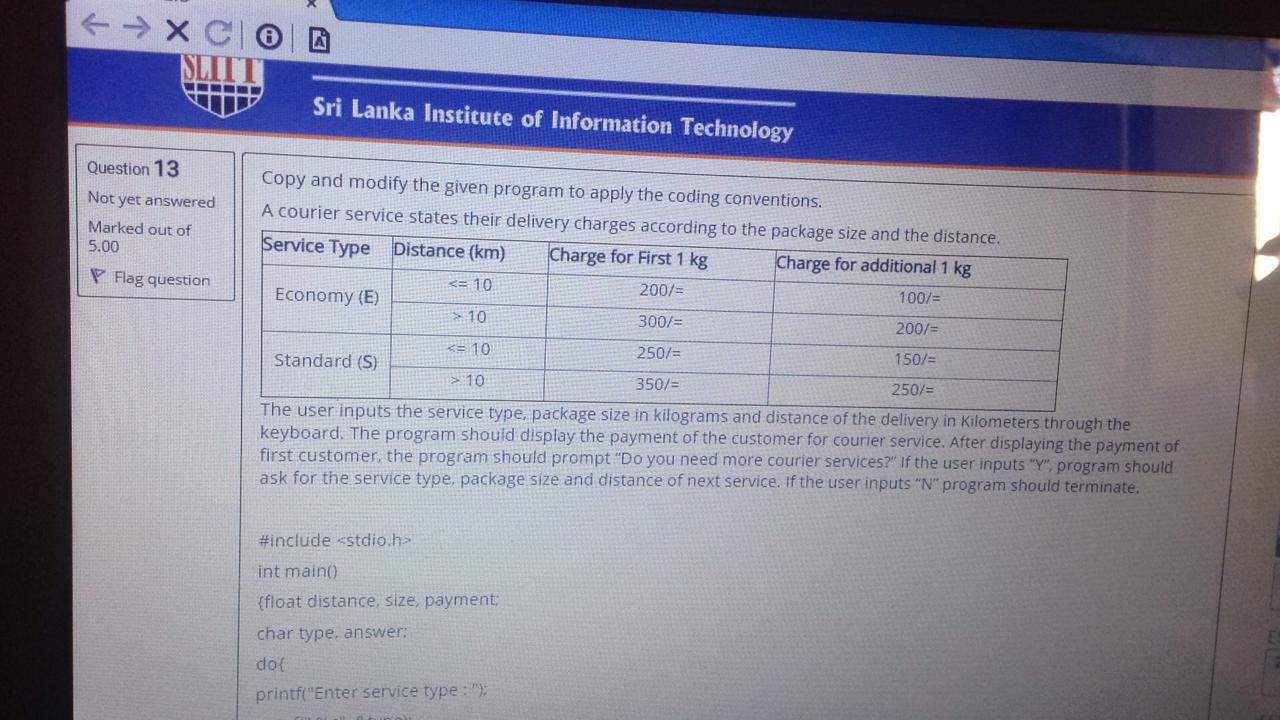 SLIIT
Sri Lanka Institute of Information Technology
Question 13
Not yet answered
Marked out of
5.00
Flag question
Copy and modify the given program to apply the coding conventions.
A courier service states their delivery charges according to the package size and the distance.
Service Type Distance (km) Charge for First 1 kg Charge for additional 1 kg
Economy (E) <= 10 200/= 100/=
> 10 300/= 200/=
Standard (S) <= 10 250/= 150/=
> 10 350/= 250/=
The user inputs the service type, package size in kilograms and distance of the delivery in Kilometers through the
keyboard. The program should display the payment of the customer for courier service. After displaying the payment of
first customer, the program should prompt "Do you need more courier services?" If the user inputs "Y", program should
ask for the service type, package size and distance of next service. If the user inputs "N" program should terminate.
#include <stdio.h>
int main()
{float distance, size, payment;
char type, answer;
do{
printf("Enter service type : ");